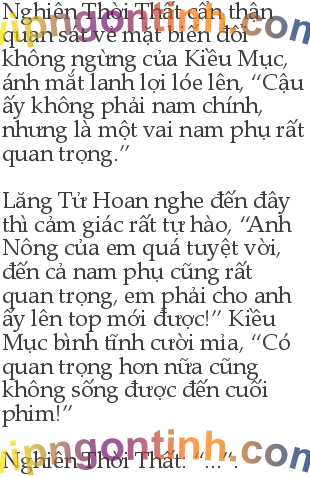 Nghiên Thời Thất cẩn thận
quan sát vẻ mặt biến đổi
không ngừng của Kiều Mục,
ánh mắt lanh lợi lóe lên, “Cậu
ấy không phải nam chính,
nhưng là một vai nam phụ rất
quan trọng.”
Lăng Tử Hoan nghe đến đây
thì cảm giác rất tự hào, “Anh
Nông của em quá tuyệt vời,
đến cả nam phụ cũng rất
quan trọng, em phải cho anh
ấy lên top mới được!” Kiều
Mục bình tĩnh cười mỉa, “Có
quan trọng hơn nữa cũng
không sống được đến cuối
phim!”
Nghiên Thời Thất: “...”.
vipngontinh.com
vipngontinh.com